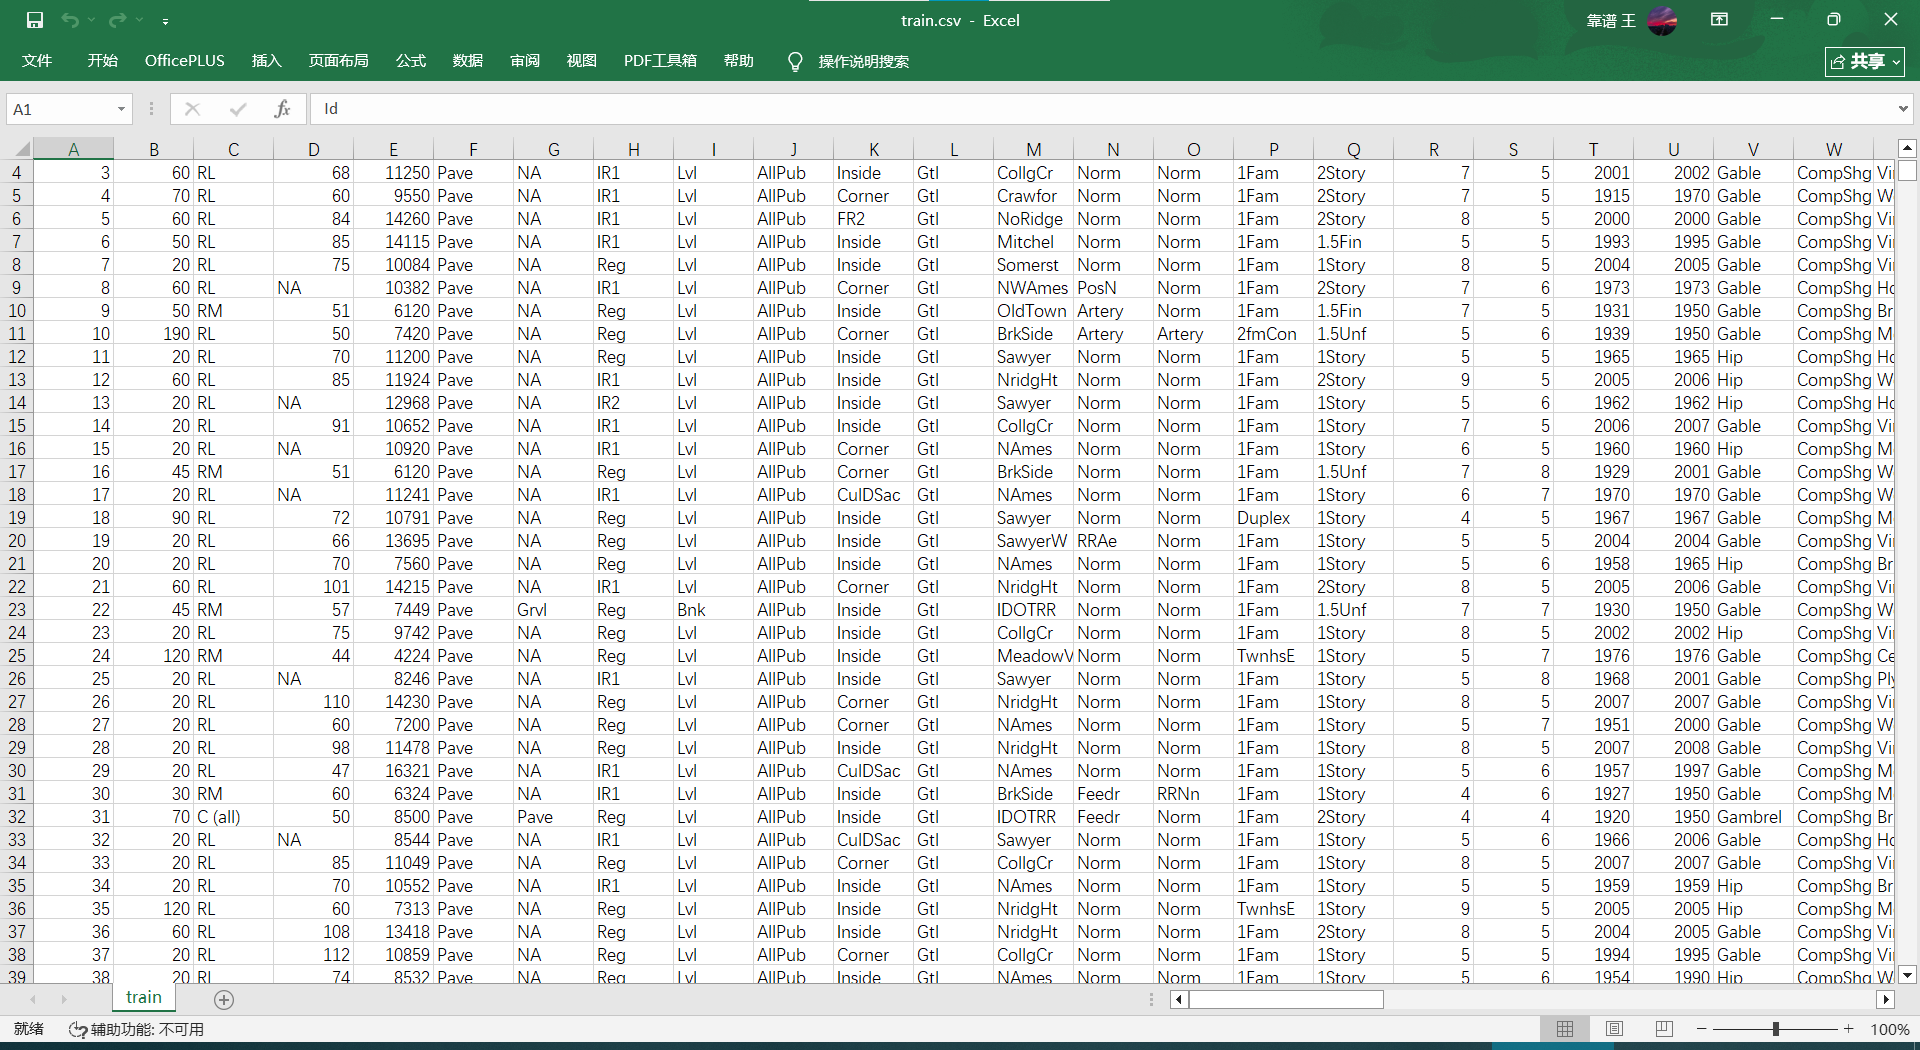 train.csv - Excel
靠谱 王
文件 开始 OfficePLUS 插入 页面布局 公式 数据 审阅 视图 PDF工具箱 帮助 操作说明搜索 共享
A1 fx Id
A B C D E F G H I J K L M N O P Q R S T U V W
4 3 60 RL 68 11250 Pave NA IR1 Lvl AllPub Inside Gtl CollgCr Norm Norm 1Fam 2Story 7 5 2001 2002 Gable CompShg Vi
5 4 70 RL 60 9550 Pave NA IR1 Lvl AllPub Corner Gtl Crawfor Norm Norm 1Fam 2Story 7 5 1915 1970 Gable CompShg W
6 5 60 RL 84 14260 Pave NA IR1 Lvl AllPub FR2 Gtl NoRidge Norm Norm 1Fam 2Story 8 5 2000 2000 Gable CompShg Vi
7 6 50 RL 85 14115 Pave NA IR1 Lvl AllPub Inside Gtl Mitchel Norm Norm 1Fam 1.5Fin 5 5 1993 1995 Gable CompShg Vi
8 7 20 RL 75 10084 Pave NA Reg Lvl AllPub Inside Gtl Somerst Norm Norm 1Fam 1Story 8 5 2004 2005 Gable CompShg Vi
9 8 60 RL NA 10382 Pave NA IR1 Lvl AllPub Corner Gtl NWAmes PosN Norm 1Fam 2Story 7 6 1973 1973 Gable CompShg Ho
10 9 50 RM 51 6120 Pave NA Reg Lvl AllPub Inside Gtl OldTown Artery Norm 1Fam 1.5Fin 7 5 1931 1950 Gable CompShg Br
11 10 190 RL 50 7420 Pave NA Reg Lvl AllPub Corner Gtl BrkSide Artery Artery 2fmCon 1.5Unf 5 6 1939 1950 Gable CompShg M
12 11 20 RL 70 11200 Pave NA Reg Lvl AllPub Inside Gtl Sawyer Norm Norm 1Fam 1Story 5 5 1965 1965 Hip CompShg Ho
13 12 60 RL 85 11924 Pave NA IR1 Lvl AllPub Inside Gtl NridgHt Norm Norm 1Fam 2Story 9 5 2005 2006 Hip CompShg W
14 13 20 RL NA 12968 Pave NA IR2 Lvl AllPub Inside Gtl Sawyer Norm Norm 1Fam 1Story 5 6 1962 1962 Hip CompShg Ho
15 14 20 RL 91 10652 Pave NA IR1 Lvl AllPub Inside Gtl CollgCr Norm Norm 1Fam 1Story 7 5 2006 2007 Gable CompShg Vi
16 15 20 RL NA 10920 Pave NA IR1 Lvl AllPub Corner Gtl NAmes Norm Norm 1Fam 1Story 6 5 1960 1960 Hip CompShg M
17 16 45 RM 51 6120 Pave NA Reg Lvl AllPub Corner Gtl BrkSide Norm Norm 1Fam 1.5Unf 7 8 1929 2001 Gable CompShg W
18 17 20 RL NA 11241 Pave NA IR1 Lvl AllPub CulDSac Gtl NAmes Norm Norm 1Fam 1Story 6 7 1970 1970 Gable CompShg W
19 18 90 RL 72 10791 Pave NA Reg Lvl AllPub Inside Gtl Sawyer Norm Norm Duplex 1Story 4 5 1967 1967 Gable CompShg M
20 19 20 RL 66 13695 Pave NA Reg Lvl AllPub Inside Gtl SawyerW RRAe Norm 1Fam 1Story 5 5 2004 2004 Gable CompShg Vi
21 20 20 RL 70 7560 Pave NA Reg Lvl AllPub Inside Gtl NAmes Norm Norm 1Fam 1Story 5 6 1958 1965 Hip CompShg Br
22 21 60 RL 101 14215 Pave NA IR1 Lvl AllPub Corner Gtl NridgHt Norm Norm 1Fam 2Story 8 5 2005 2006 Gable CompShg Vi
23 22 45 RM 57 7449 Pave Grvl Reg Bnk AllPub Inside Gtl IDOTRR Norm Norm 1Fam 1.5Unf 7 7 1930 1950 Gable CompShg W
24 23 20 RL 75 9742 Pave NA Reg Lvl AllPub Inside Gtl CollgCr Norm Norm 1Fam 1Story 8 5 2002 2002 Hip CompShg Vi
25 24 120 RM 44 4224 Pave NA Reg Lvl AllPub Inside Gtl MeadowV Norm Norm TwnhsE 1Story 5 7 1976 1976 Gable CompShg Ce
26 25 20 RL NA 8246 Pave NA IR1 Lvl AllPub Inside Gtl Sawyer Norm Norm 1Fam 1Story 5 8 1968 2001 Gable CompShg Ply
27 26 20 RL 110 14230 Pave NA Reg Lvl AllPub Corner Gtl NridgHt Norm Norm 1Fam 1Story 8 5 2007 2007 Gable CompShg Vi
28 27 20 RL 60 7200 Pave NA Reg Lvl AllPub Corner Gtl NAmes Norm Norm 1Fam 1Story 5 7 1951 2000 Gable CompShg W
29 28 20 RL 98 11478 Pave NA Reg Lvl AllPub Inside Gtl NridgHt Norm Norm 1Fam 1Story 8 5 2007 2008 Gable CompShg Vi
30 29 20 RL 47 16321 Pave NA IR1 Lvl AllPub CulDSac Gtl NAmes Norm Norm 1Fam 1Story 5 6 1957 1997 Gable CompShg M
31 30 30 RM 60 6324 Pave NA IR1 Lvl AllPub Inside Gtl BrkSide Feedr RRNn 1Fam 1Story 4 6 1927 1950 Gable CompShg M
32 31 70 C (all) 50 8500 Pave Pave Reg Lvl AllPub Inside Gtl IDOTRR Feedr Norm 1Fam 2Story 4 4 1920 1950 Gambrel CompShg Br
33 32 20 RL NA 8544 Pave NA IR1 Lvl AllPub CulDSac Gtl Sawyer Norm Norm 1Fam 1Story 5 6 1966 2006 Gable CompShg Ho
34 33 20 RL 85 11049 Pave NA Reg Lvl AllPub Corner Gtl CollgCr Norm Norm 1Fam 1Story 8 5 2007 2007 Gable CompShg Vi
35 34 20 RL 70 10552 Pave NA IR1 Lvl AllPub Inside Gtl NAmes Norm Norm 1Fam 1Story 5 5 1959 1959 Hip CompShg Br
36 35 120 RL 60 7313 Pave NA Reg Lvl AllPub Inside Gtl NridgHt Norm Norm TwnhsE 1Story 9 5 2005 2005 Hip CompShg M
37 36 60 RL 108 13418 Pave NA Reg Lvl AllPub Inside Gtl NridgHt Norm Norm 1Fam 2Story 8 5 2004 2005 Gable CompShg Vi
38 37 20 RL 112 10859 Pave NA Reg Lvl AllPub Corner Gtl CollgCr Norm Norm 1Fam 1Story 5 5 1994 1995 Gable CompShg Vi
39 38 20 RL 74 8532 Pave NA Reg Lvl AllPub Inside Gtl NAmes Norm Norm 1Fam 1Story 5 6 1954 1990 Hip CompShg W
train
就绪 辅助功能: 不可用 100%